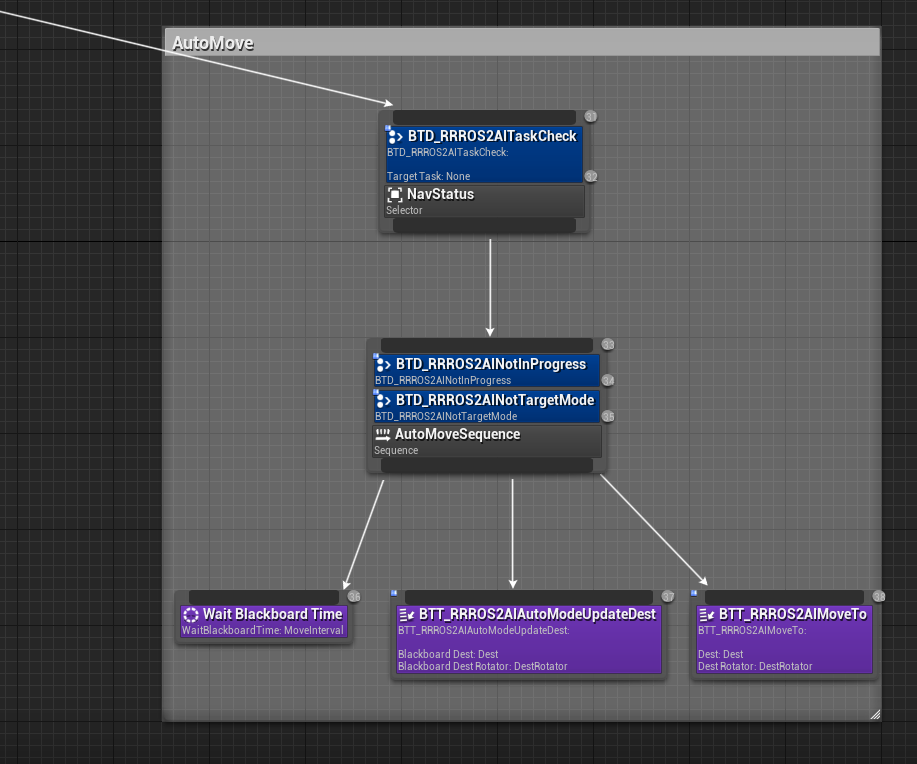 AutoMove
31
BTD_RRROS2AITaskCheck
BTD_RRROS2AITaskCheck:
Target Task: None
32
NavStatus
Selector
33
BTD_RRROS2AINotInProgress
BTD_RRROS2AINotInProgress
34
BTD_RRROS2AINotTargetMode
BTD_RRROS2AINotTargetMode
35
AutoMoveSequence
Sequence
36
Wait Blackboard Time
WaitBlackboardTime: MoveInterval
37
BTT_RRROS2AIAutoModeUpdateDest
BTT_RRROS2AIAutoModeUpdateDest:
Blackboard Dest: Dest
Blackboard Dest Rotator: DestRotator
38
BTT_RRROS2AIMoveTo
BTT_RRROS2AIMoveTo:
Dest: Dest
Dest Rotator: DestRotator